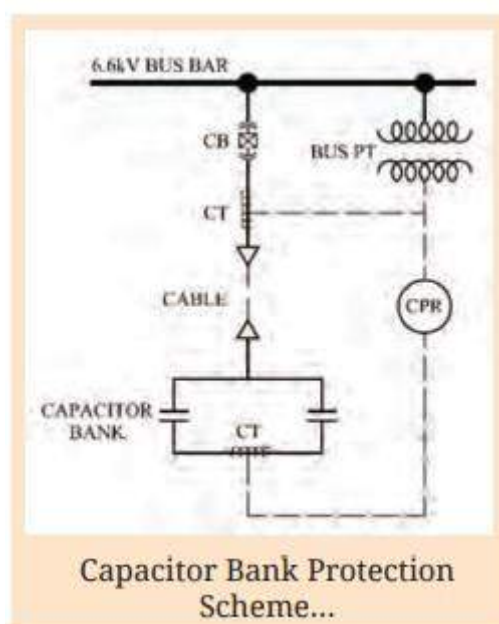 6.6kV BUS BAR
CB
BUS PT
CT
CABLE
CPR
CAPACITOR
BANK
CT
Capacitor Bank Protection
Scheme...